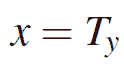 x = T_y